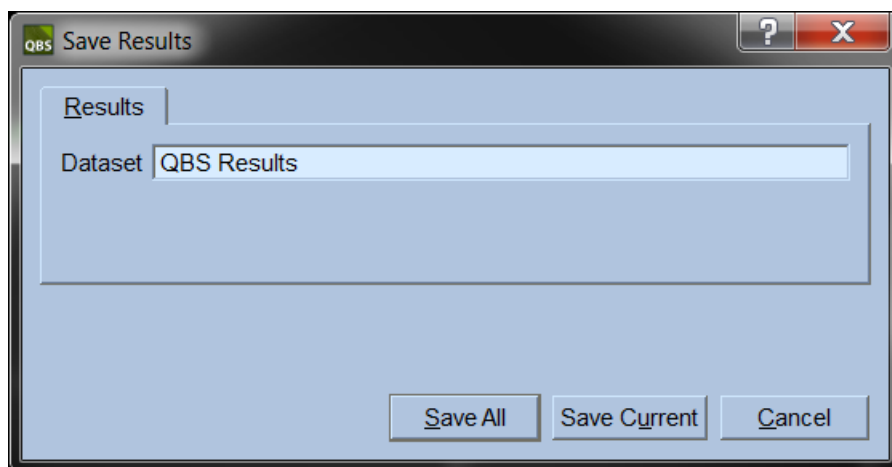 QBS Save Results ? X
Results
Dataset QBS Results
Save All Save Current Cancel